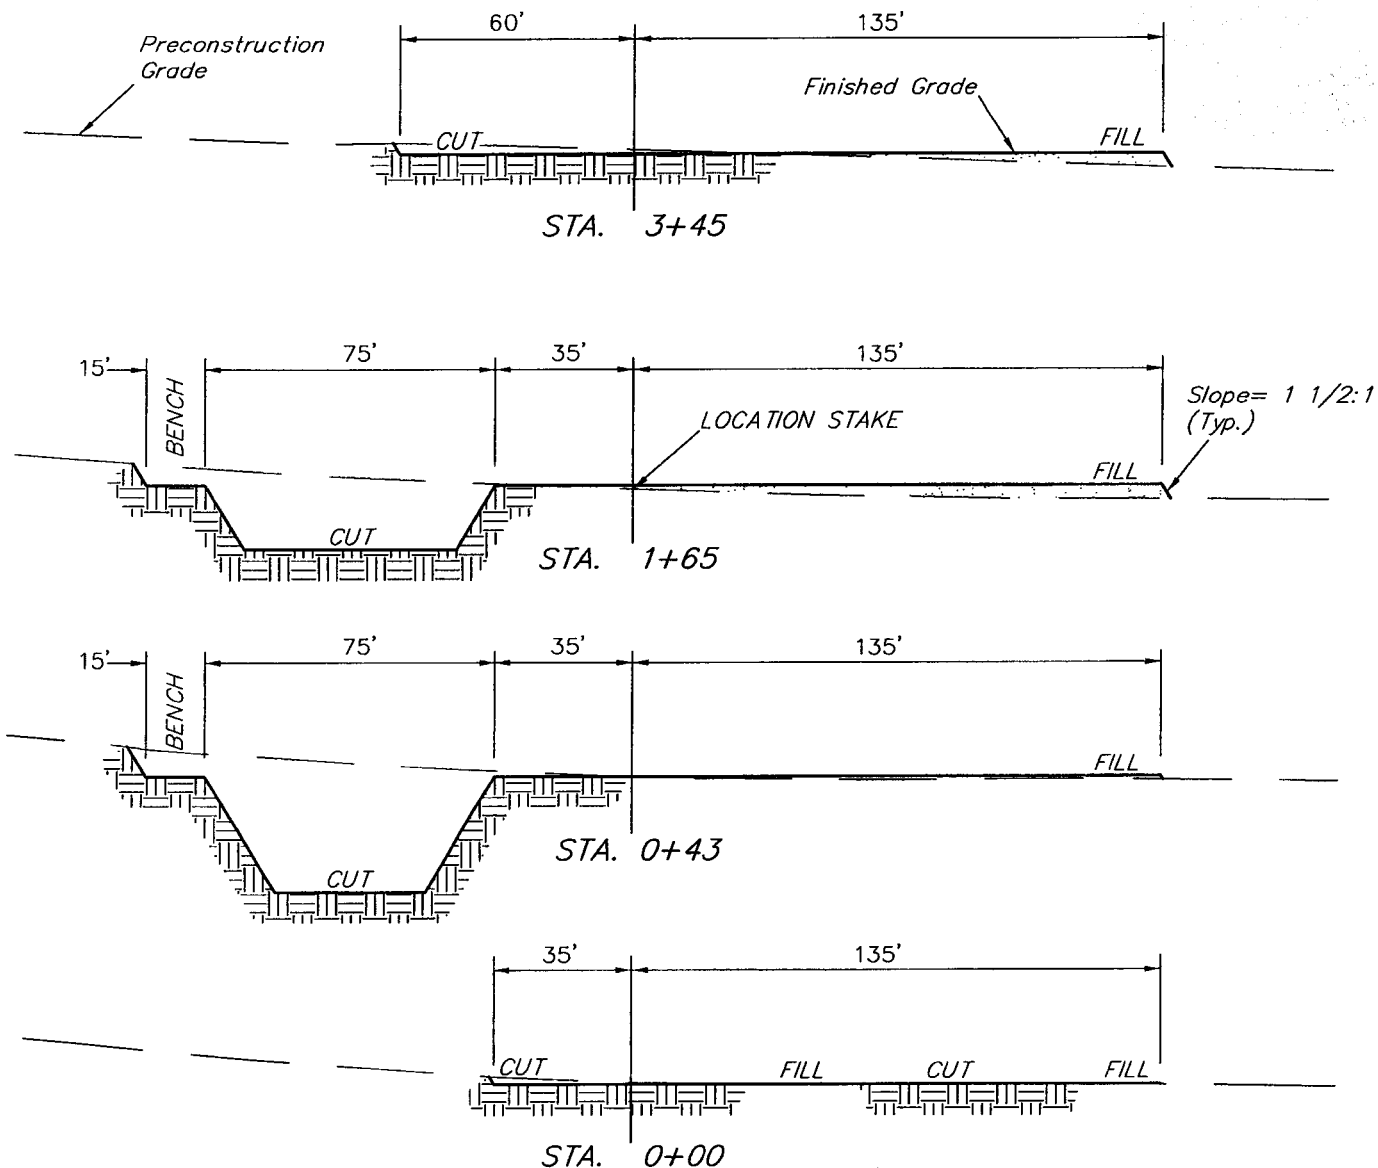 60'
135'
Preconstruction
Grade
Finished Grade
CUT
FILL
STA. 3+45
15'
75'
35'
135'
BENCH
Slope= 1 1/2:1
(Typ.)
LOCATION STAKE
FILL
CUT
STA. 1+65
15'
75'
35'
135'
BENCH
FILL
STA. 0+43
CUT
35'
135'
CUT
FILL
CUT
FILL
STA. 0+00